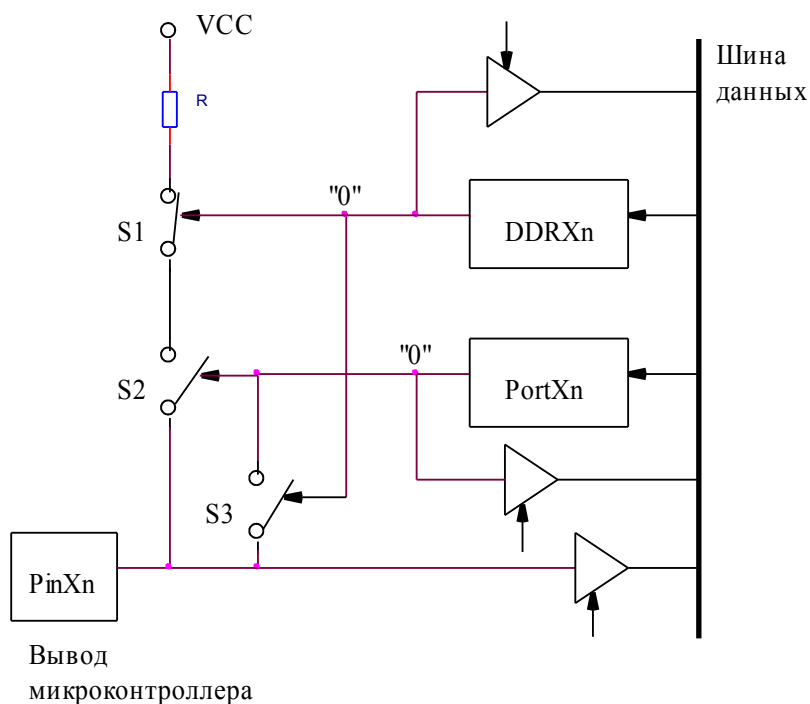 VCC
Шина
данных
R
"0"
S1
DDRXn
"0"
S2
PortXn
S3
PinXn
Вывод
микроконтроллера